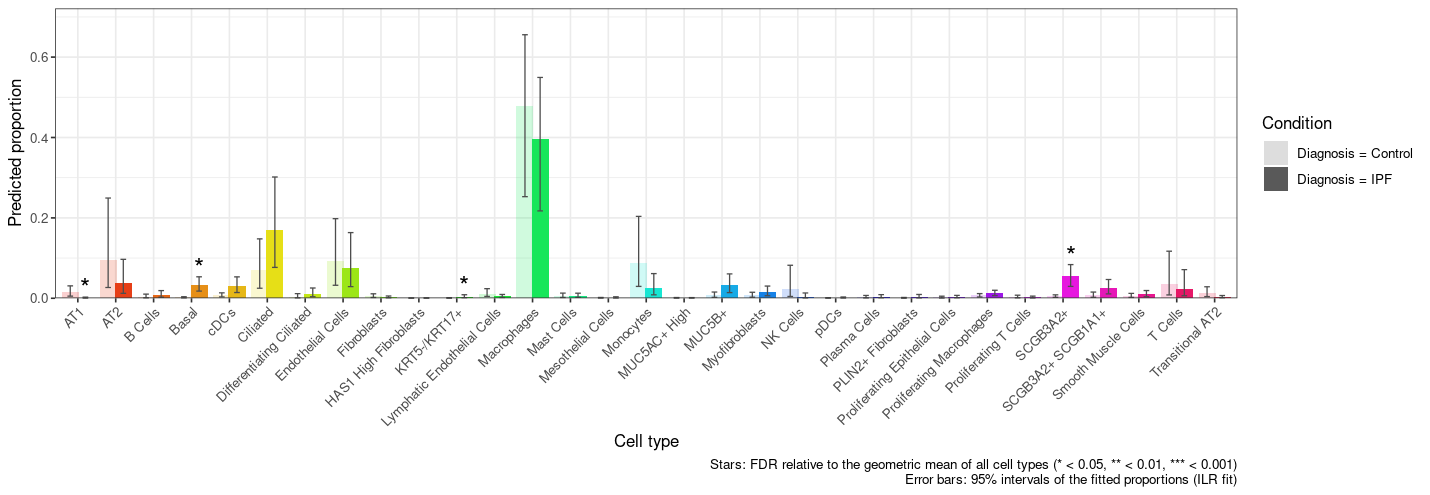 Predicted proportion
0.6
0.4
0.2
0.0
*
*
*
*
AT1
AT2
B Cells
Basal
cDCs
Ciliated
Differentiating Ciliated
Endothelial Cells
Fibroblasts
HAS1 High Fibroblasts
KRT5-/KRT17+
Lymphatic Endothelial Cells
Macrophages
Mast Cells
Mesothelial Cells
Monocytes
MUC5AC+ High
MUC5B+
Myofibroblasts
NK Cells
pDCs
Plasma Cells
PLIN2+ Fibroblasts
Proliferating Epithelial Cells
Proliferating Macrophages
Proliferating T Cells
SCGB3A2+
SCGB3A2+ SCGB1A1+
Smooth Muscle Cells
T Cells
Transitional AT2
Cell type
Condition
Diagnosis = Control
Diagnosis = IPF
Stars: FDR relative to the geometric mean of all cell types (* < 0.05, ** < 0.01, *** < 0.001)
Error bars: 95% intervals of the fitted proportions (ILR fit)